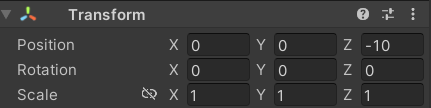 Transform
Position X 0 Y 0 Z -10
Rotation X 0 Y 0 Z 0
Scale X 1 Y 1 Z 1